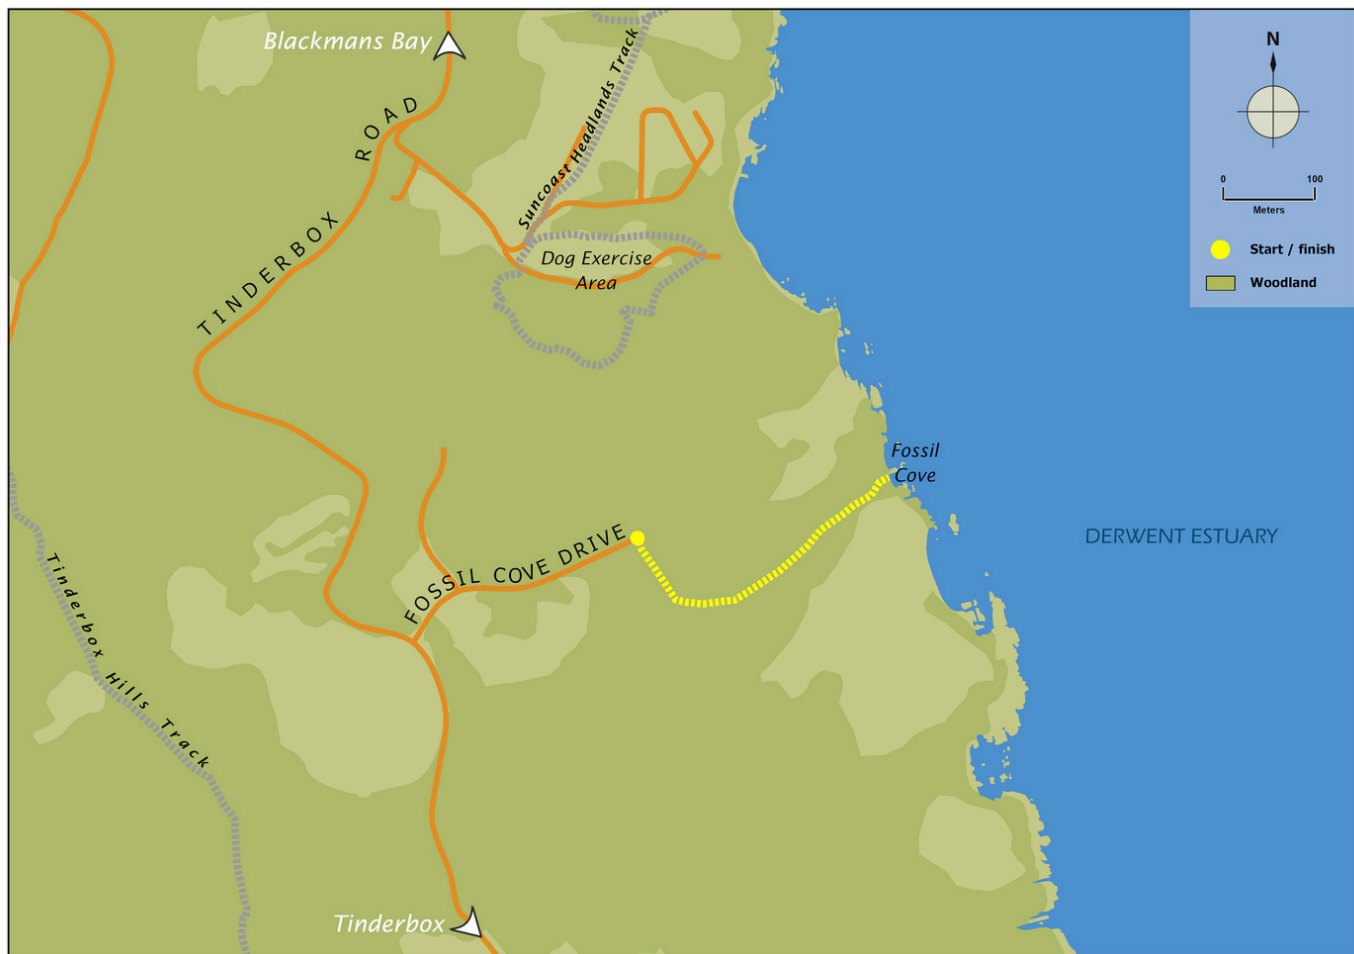 Blackmans Bay
N
0 100
Meters
Start / finish
Woodland
TINDERBOX ROAD
Suncoast Headlands Track
Dog Exercise
Area
Fossil
Cove
DERWENT ESTUARY
FOSSIL COVE DRIVE
Tinderbox Hills Track
Tinderbox